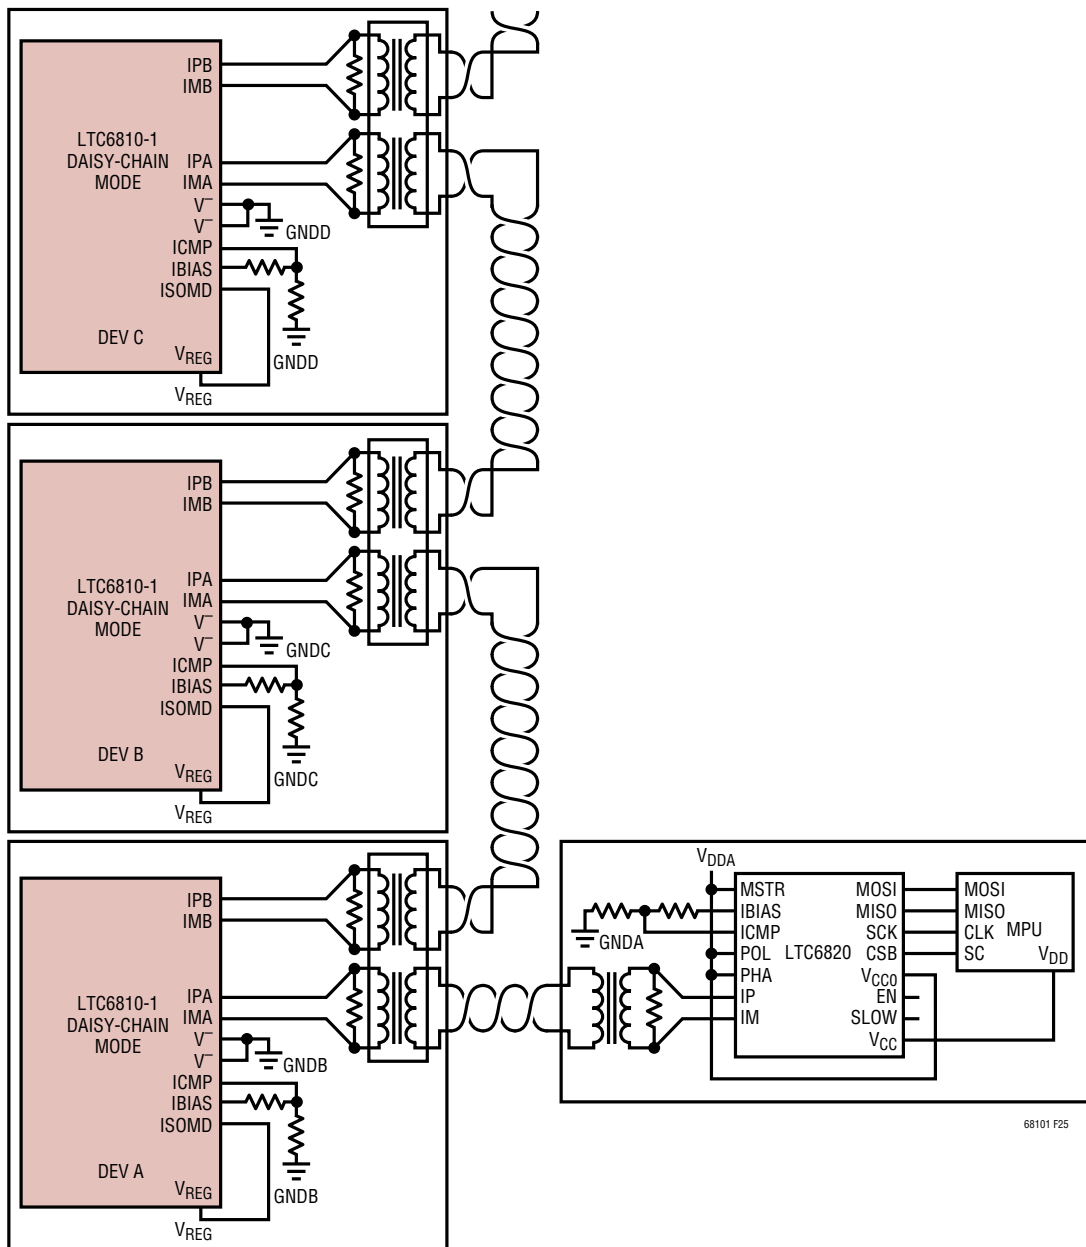 IPB
IMB
LTC6810-1
DAISY-CHAIN
MODE
IPA
IMA
V–
V–
GNDD
ICMP
IBIAS
ISOMD
GNDD
DEV C
VREG
VREG
IPB
IMB
LTC6810-1
DAISY-CHAIN
MODE
IPA
IMA
V–
V–
GNDC
ICMP
IBIAS
ISOMD
GNDC
DEV B
VREG
VREG
IPB
IMB
LTC6810-1
DAISY-CHAIN
MODE
IPA
IMA
V–
V–
GNDB
ICMP
IBIAS
ISOMD
GNDB
DEV A
VREG
VREG
VDDA
GNDA
MSTR
IBIAS
ICMP
POL
PHA
IP
IM
LTC6820
MOSI
MISO
SCK
CSB
VCC0
EN
SLOW
VCC
MOSI
MISO
CLK
SC
MPU
VDD
68101 F25